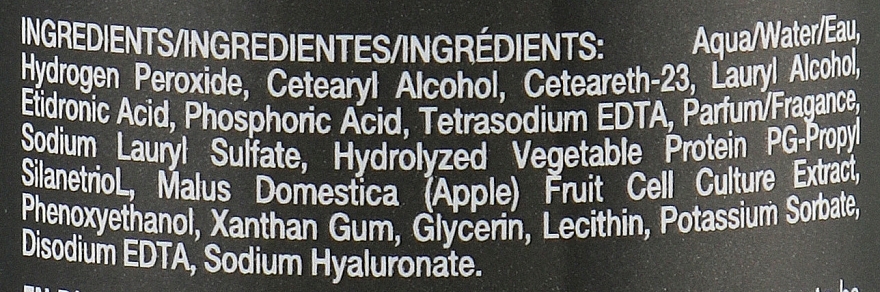 INGREDIENTS/INGREDIENTES/INGRÉDIENTS: Aqua/Water/Eau,
Hydrogen Peroxide, Cetearyl Alcohol, Ceteareth-23, Lauryl Alcohol,
Etidronic Acid, Phosphoric Acid, Tetrasodium EDTA, Parfum/Fragance,
Sodium Lauryl Sulfate, Hydrolyzed Vegetable Protein PG-Propyl
SilanetrioL, Malus Domestica (Apple) Fruit Cell Culture Extract,
Phenoxyethanol, Xanthan Gum, Glycerin, Lecithin, Potassium Sorbate,
Disodium EDTA, Sodium Hyaluronate.